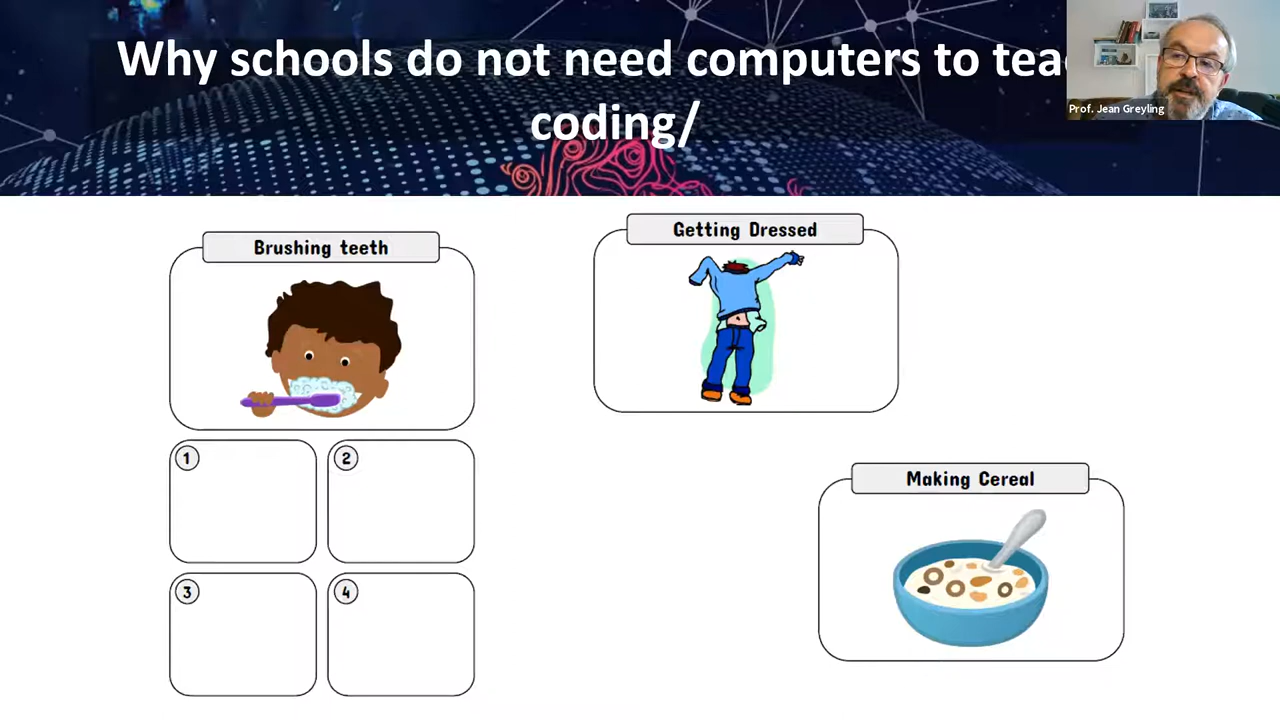 Why schools do not need computers to
coding/
Prof. Jean Greyling
Brushing teeth
Getting Dressed
1
2
3
4
Making Cereal